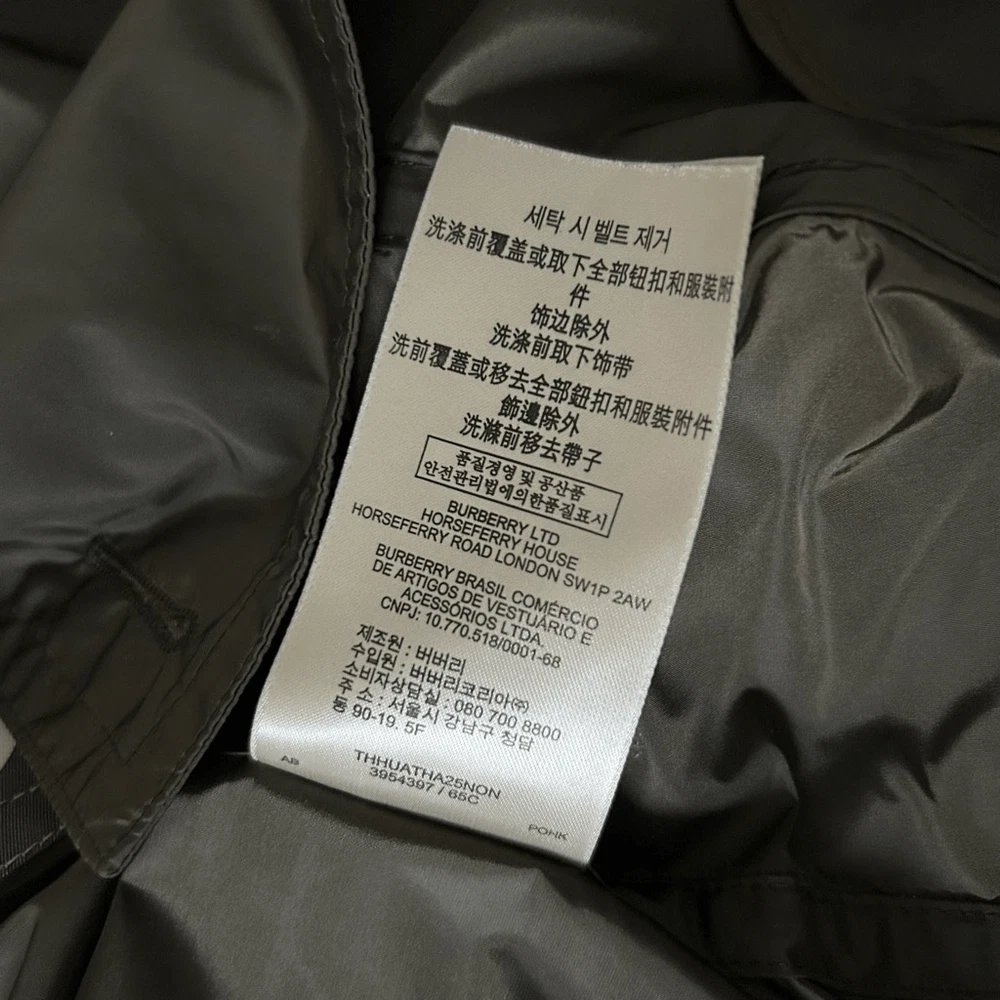 세탁 시 벨트 제거
洗涤前覆盖或取下全部钮扣和服裝附
件
饰边除外
洗涤前取下饰带
洗前覆蓋或移去全部鈕扣和服裝附件
飾邊除外
洗滌前移去帶子
품질경영 및 공산품
안전관리법에의한품질표시
BURBERRY LTD
HORSEFERRY HOUSE
HORSEFERRY ROAD LONDON SW1P 2AW
BURBERRY BRASIL COMÉRCIO
DE ARTIGOS DE VESTUÁRIO E
ACESSÓRIOS LTDA.
CNPJ: 10.770.518/0001-68
제조원 : 버버리
수입원 : 버버리코리아㈜
소비자상담실 : 080 700 8800
주 소 : 서울시 강남구 청담
동 90-19. 5F
AB
THHUATHA25NON
3954397 / 65C
POHK